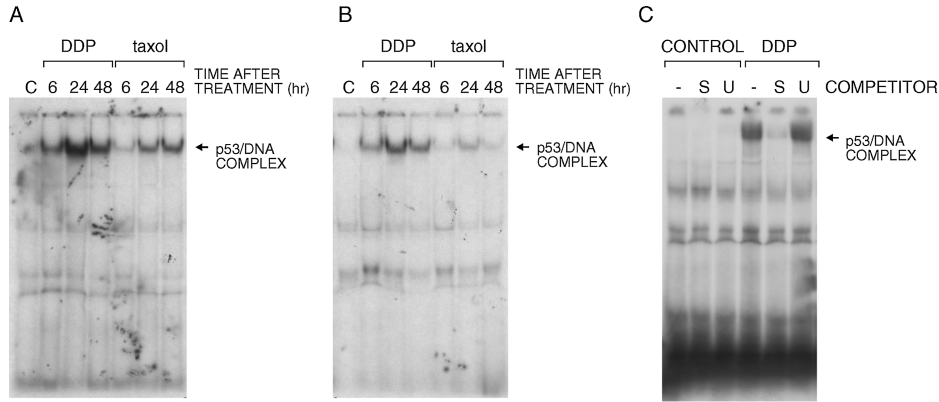 A
DDP taxol
C 6 24 48 6 24 48
TIME AFTER
TREATMENT (hr)
p53/DNA
COMPLEX
B
DDP taxol
C 6 24 48 6 24 48
TIME AFTER
TREATMENT (hr)
p53/DNA
COMPLEX
C
CONTROL DDP
- S U - S U COMPETITOR
p53/DNA
COMPLEX